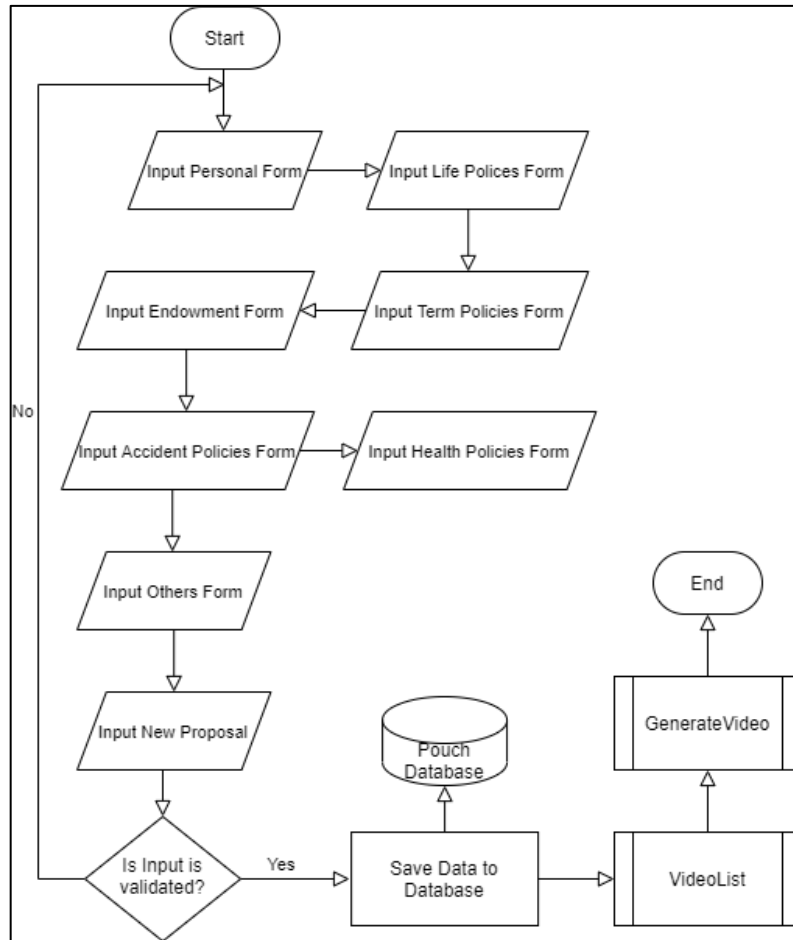 Start
Input Personal Form
Input Life Polices Form
Input Endowment Form
Input Term Policies Form
No
Input Accident Policies Form
Input Health Policies Form
Input Others Form
End
Input New Proposal
Pouch
Database
GenerateVideo
Is Input is
validated?
Yes
Save Data to
Database
VideoList